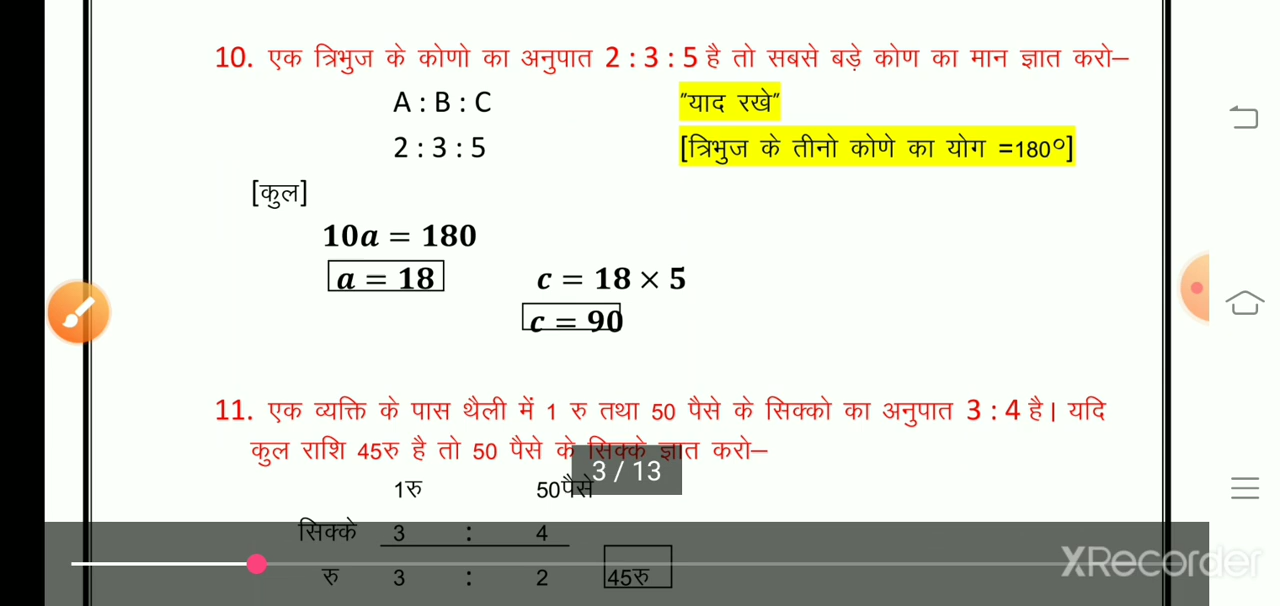 10. एक त्रिभुज के कोणो का अनुपात 2 : 3 : 5 है तो सबसे बड़े कोण का मान ज्ञात करो–
A : B : C
"याद रखे"
2 : 3 : 5
[त्रिभुज के तीनो कोणे का योग =180°]
[कुल]
10a = 180
a = 18
c = 18 × 5
c = 90
11. एक व्यक्ति के पास थैली में 1 रु तथा 50 पैसे के सिक्को का अनुपात 3 : 4 है। यदि
कुल राशि 45रु है तो 50 पैसे के सिक्के ज्ञात करो–
3 / 13
1रु 50पैसे
सिक्के 3 : 4
रु 3 : 2 45रु
XRecorder